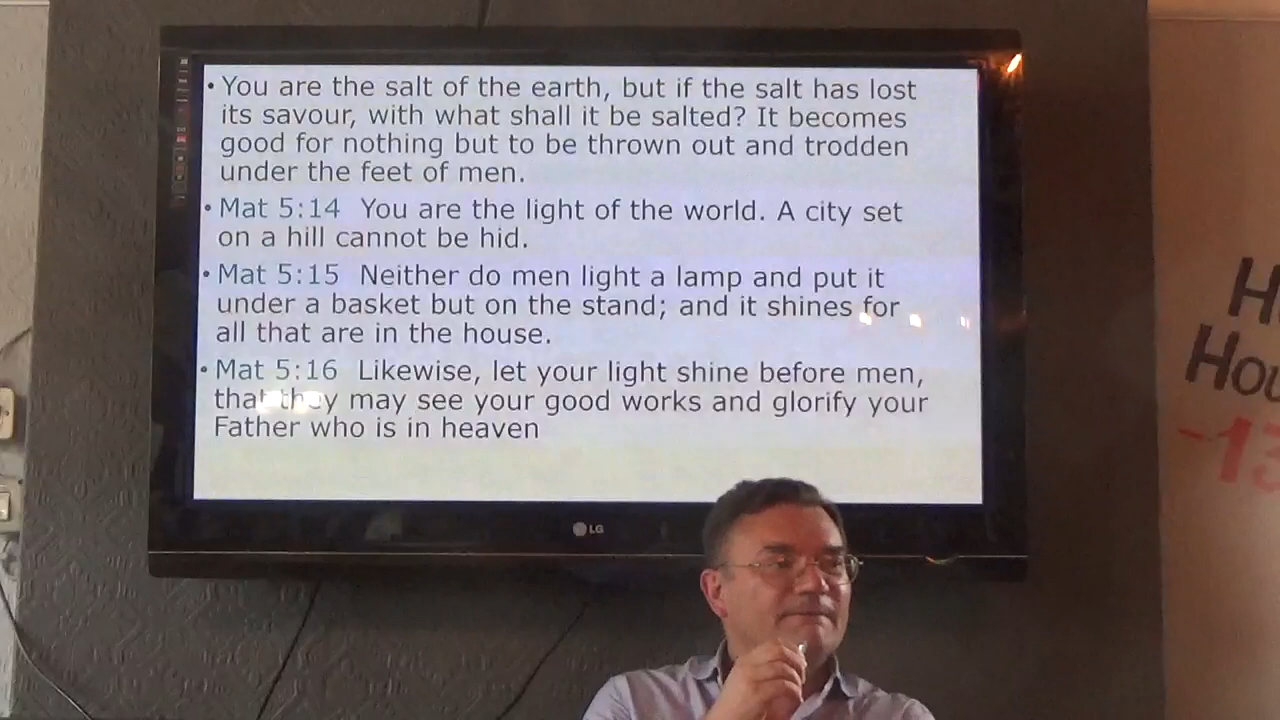 • You are the salt of the earth, but if the salt has lost
its savour, with what shall it be salted? It becomes
good for nothing but to be thrown out and trodden
under the feet of men.
• Mat 5:14 You are the light of the world. A city set
on a hill cannot be hid.
• Mat 5:15 Neither do men light a lamp and put it
under a basket but on the stand; and it shines for
all that are in the house.
• Mat 5:16 Likewise, let your light shine before men,
that they may see your good works and glorify your
Father who is in heaven
LG